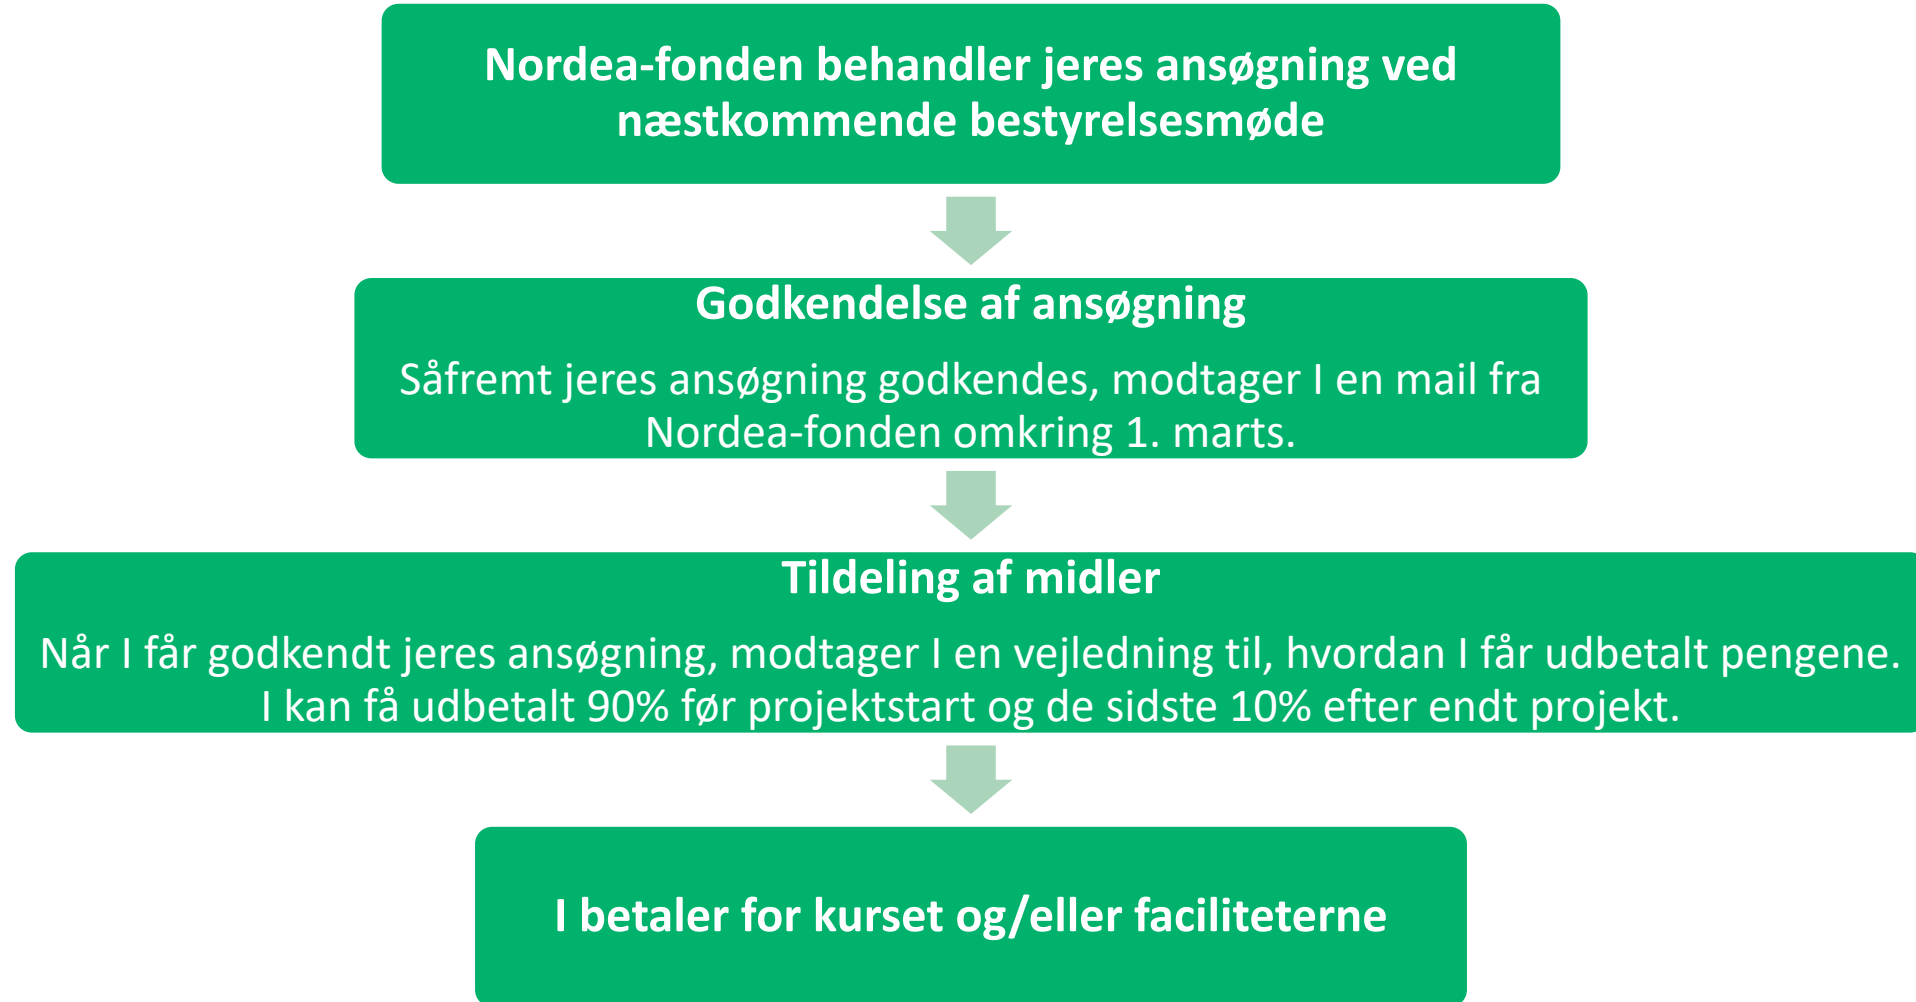 Nordea-fonden behandler jeres ansøgning ved
næstkommende bestyrelsesmøde
Godkendelse af ansøgning
Såfremt jeres ansøgning godkendes, modtager I en mail fra
Nordea-fonden omkring 1. marts.
Tildeling af midler
Når I får godkendt jeres ansøgning, modtager I en vejledning til, hvordan I får udbetalt pengene.
I kan få udbetalt 90% før projektstart og de sidste 10% efter endt projekt.
I betaler for kurset og/eller faciliteterne